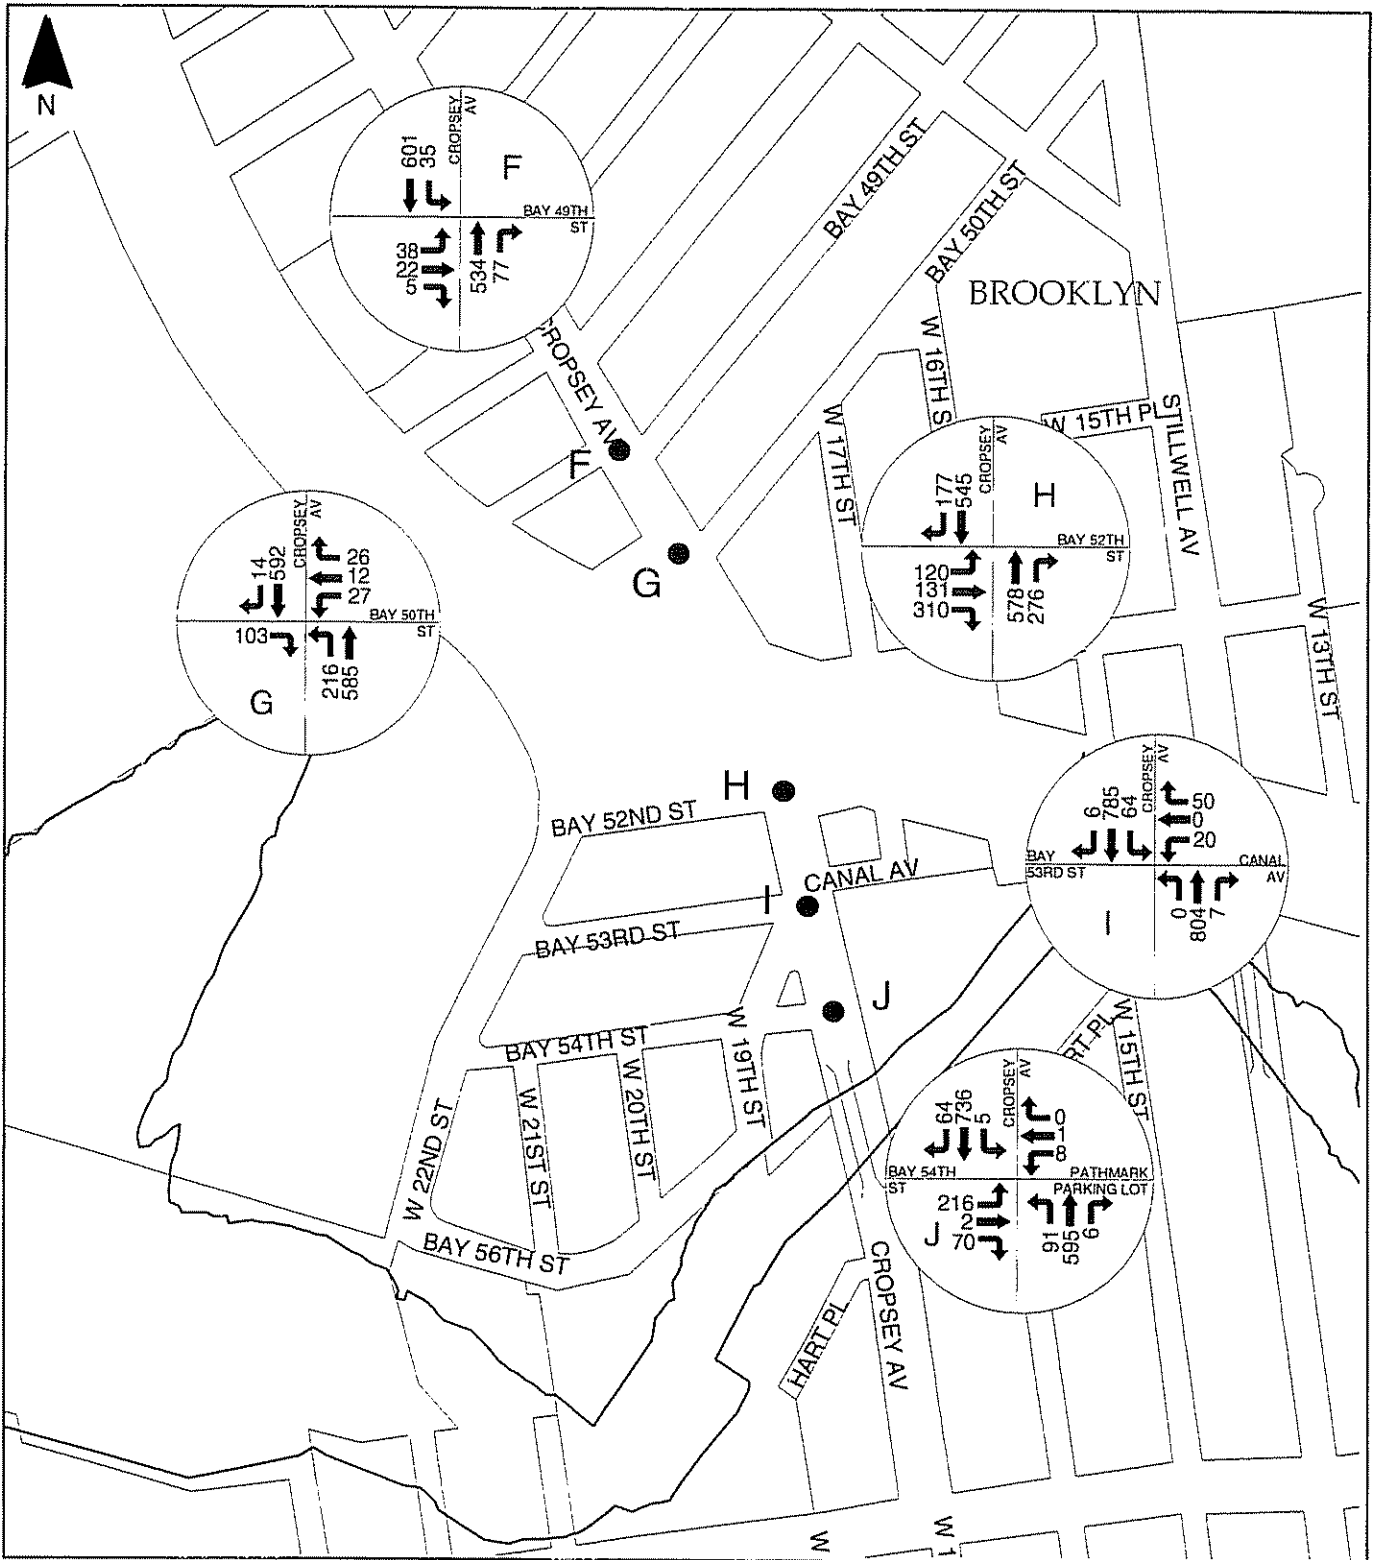 N
CROPSEY
AV
601
35
F
BAY 49TH
ST
38
22
5
534
77
BAY 49TH ST
BAY 50TH ST
BROOKLYN
CROPSEY AV
F
W 16TH S
W 17TH ST
W 15TH PL
STILLWELL AV
W 13TH ST
CROPSEY
AV
177
545
H
BAY 52TH
ST
120
131
310
578
276
CROPSEY
AV
14
592
26
12
27
BAY 50TH
ST
103
216
585
G
G
H
BAY 52ND ST
CANAL AV
I
BAY 53RD ST
CROPSEY
AV
6
785
64
50
0
20
BAY
53RD ST
CANAL
AV
0
804
7
I
J
BAY 54TH ST
W 19TH ST
W 20TH ST
W 21ST ST
W 22ND ST
BAY 56TH ST
RT PL
W 15TH ST
CROPSEY
AV
64
736
5
0
1
8
BAY 54TH
ST
PATHMARK
PARKING LOT
216
2
70
J
91
595
6
HART PL
CROPSEY AV
W
W 1